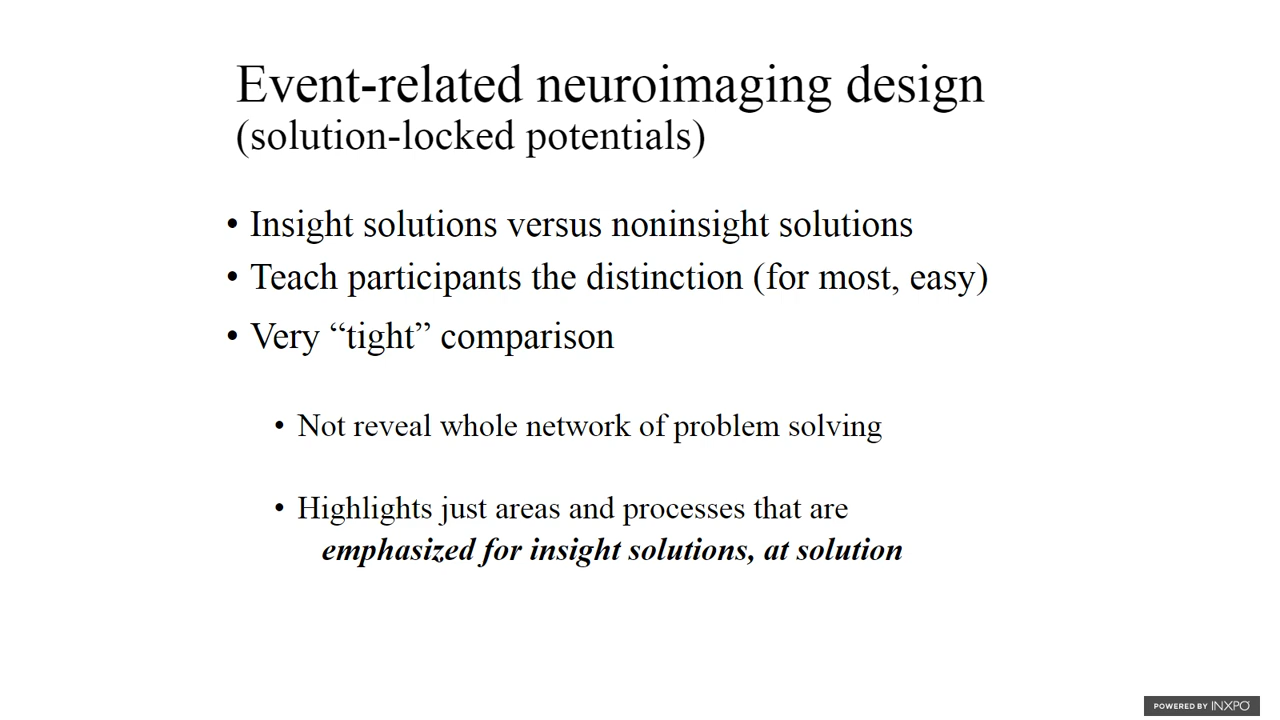 Event-related neuroimaging design
(solution-locked potentials)
• Insight solutions versus noninsight solutions
• Teach participants the distinction (for most, easy)
• Very “tight” comparison
• Not reveal whole network of problem solving
• Highlights just areas and processes that are
emphasized for insight solutions, at solution
POWERED BY INXPO